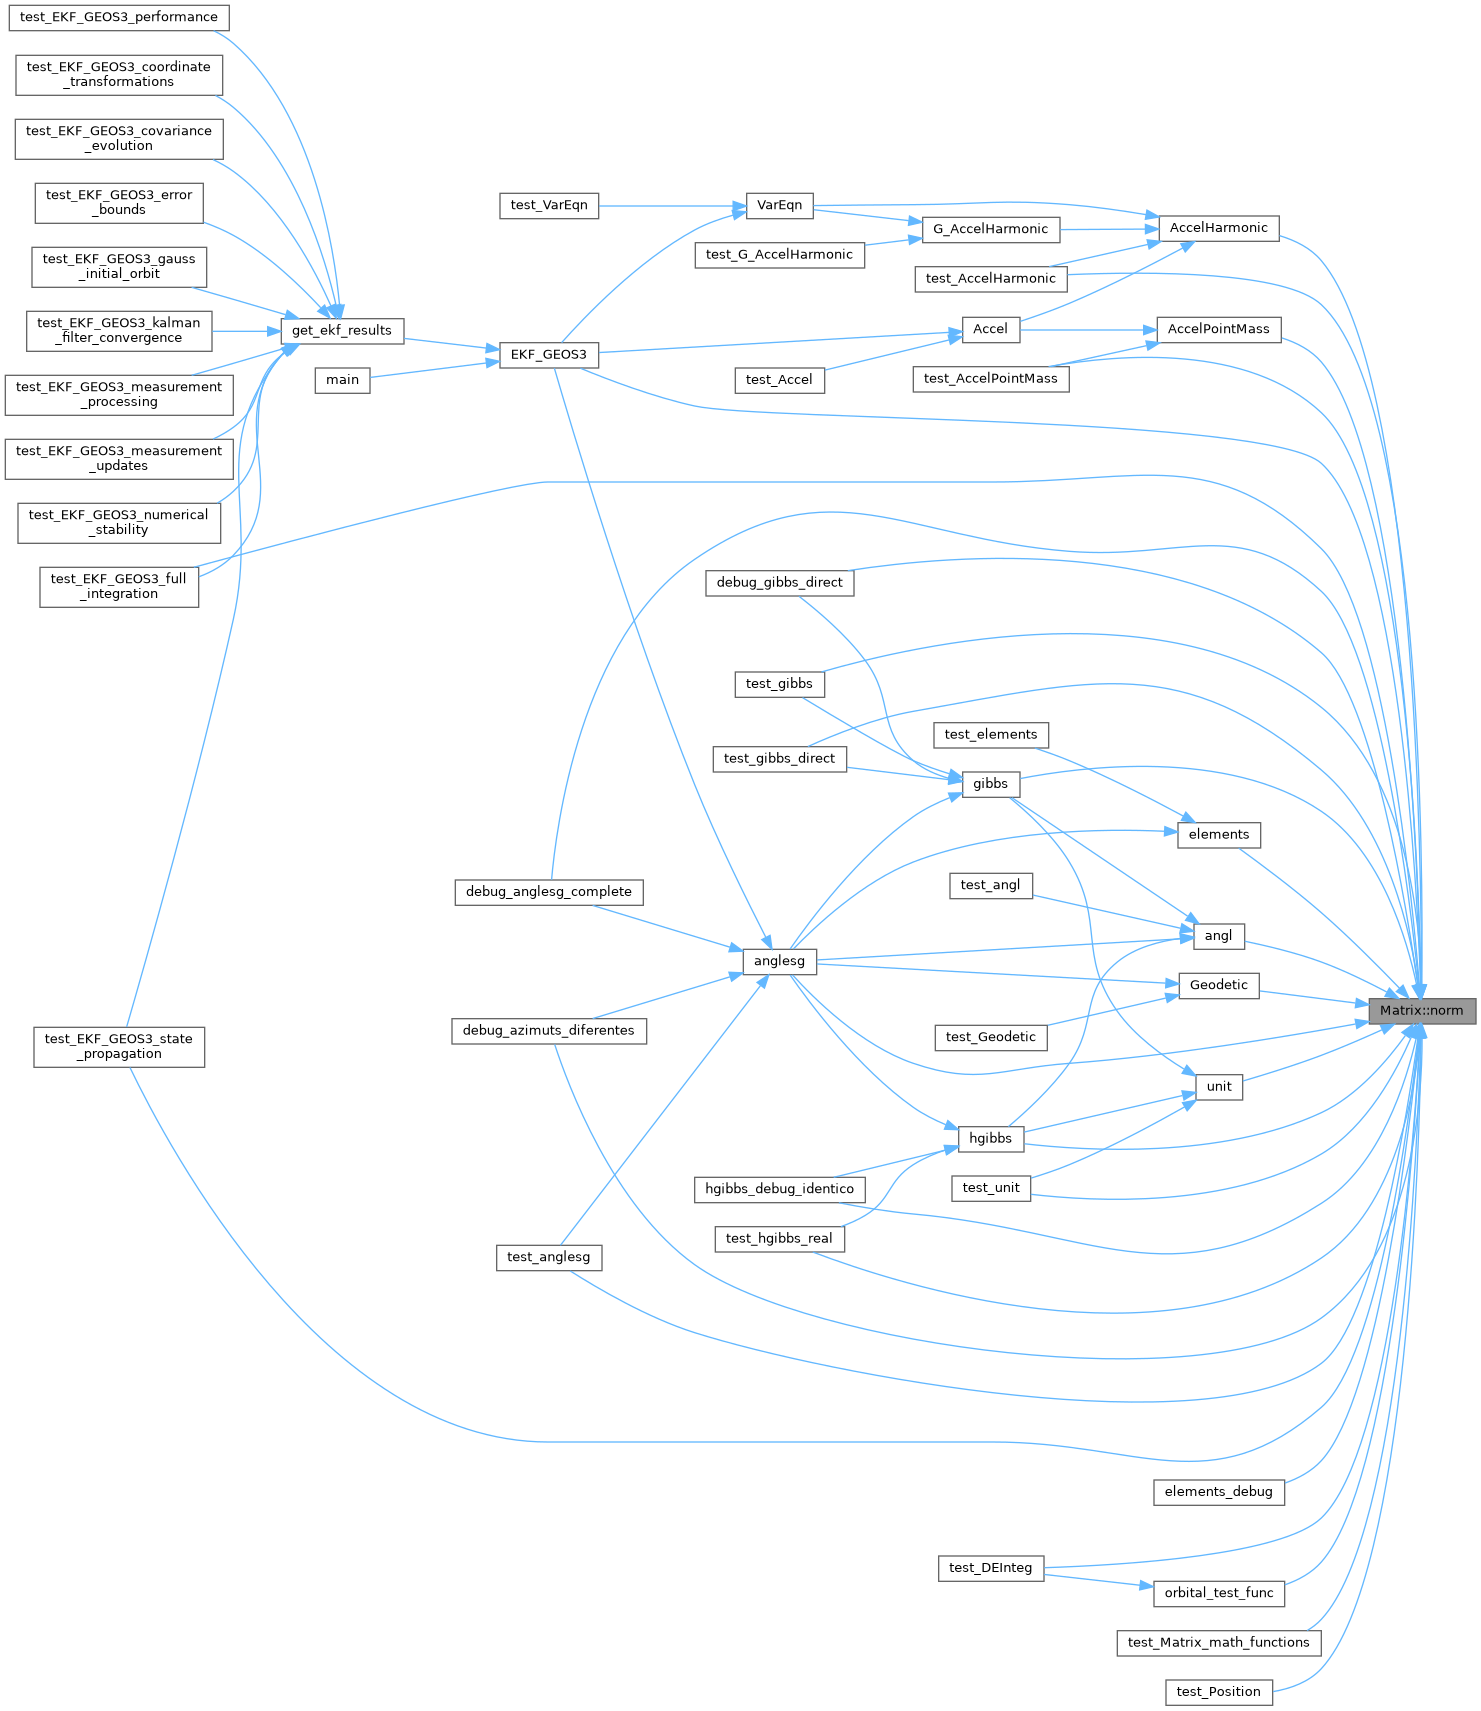 test_EKF_GEOS3_performance
test_EKF_GEOS3_coordinate
_transformations
test_EKF_GEOS3_covariance
_evolution
test_EKF_GEOS3_error
_bounds
test_EKF_GEOS3_gauss
_initial_orbit
test_EKF_GEOS3_kalman
_filter_convergence
test_EKF_GEOS3_measurement
_processing
test_EKF_GEOS3_measurement
_updates
test_EKF_GEOS3_numerical
_stability
test_EKF_GEOS3_full
_integration
test_EKF_GEOS3_state
_propagation
get_ekf_results
main
test_VarEqn
EKF_GEOS3
debug_anglesg_complete
debug_azimuts_diferentes
test_anglesg
VarEqn
test_G_AccelHarmonic
test_Accel
debug_gibbs_direct
test_gibbs
test_gibbs_direct
anglesg
hgibbs_debug_identico
test_hgibbs_real
G_AccelHarmonic
test_AccelHarmonic
Accel
test_AccelPointMass
test_elements
gibbs
test_angl
test_Geodetic
hgibbs
test_unit
test_DEInteg
AccelHarmonic
AccelPointMass
elements
angl
Geodetic
unit
elements_debug
orbital_test_func
test_Matrix_math_functions
test_Position
Matrix::norm